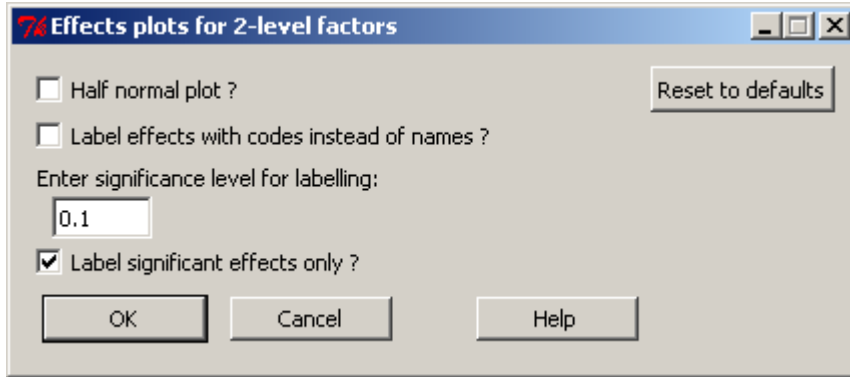 Effects plots for 2-level factors
Half normal plot ?
Reset to defaults
Label effects with codes instead of names ?
Enter significance level for labelling:
0.1
Label significant effects only ?
OK Cancel Help